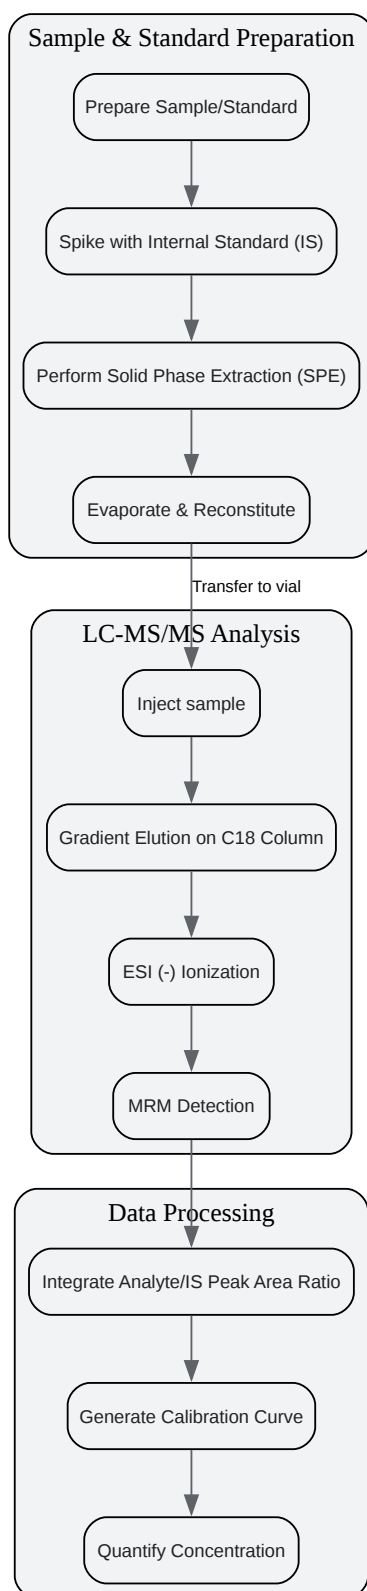 Sample & Standard Preparation
Prepare Sample/Standard
Spike with Internal Standard (IS)
Perform Solid Phase Extraction (SPE)
Evaporate & Reconstitute
Transfer to vial
LC-MS/MS Analysis
Inject sample
Gradient Elution on C18 Column
ESI (-) Ionization
MRM Detection
Data Processing
Integrate Analyte/IS Peak Area Ratio
Generate Calibration Curve
Quantify Concentration